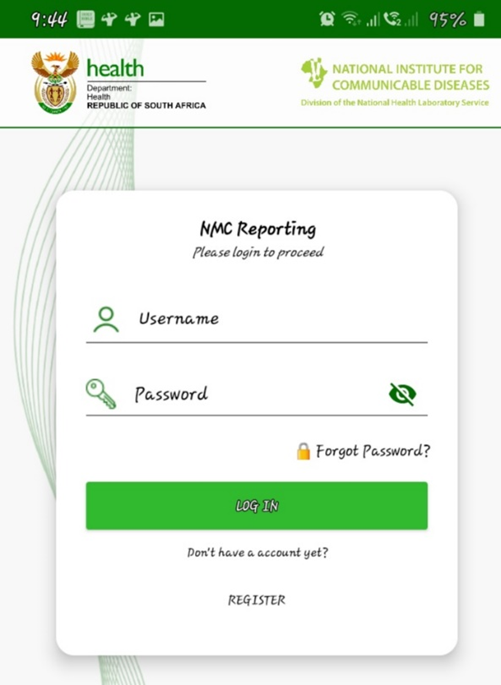 9:44 95%
health
Department:
Health
REPUBLIC OF SOUTH AFRICA
NATIONAL INSTITUTE FOR
COMMUNICABLE DISEASES
Division of the National Health Laboratory Service
NMC Reporting
Please login to proceed
Username
Password
Forgot Password?
LOG IN
Don't have a account yet?
REGISTER